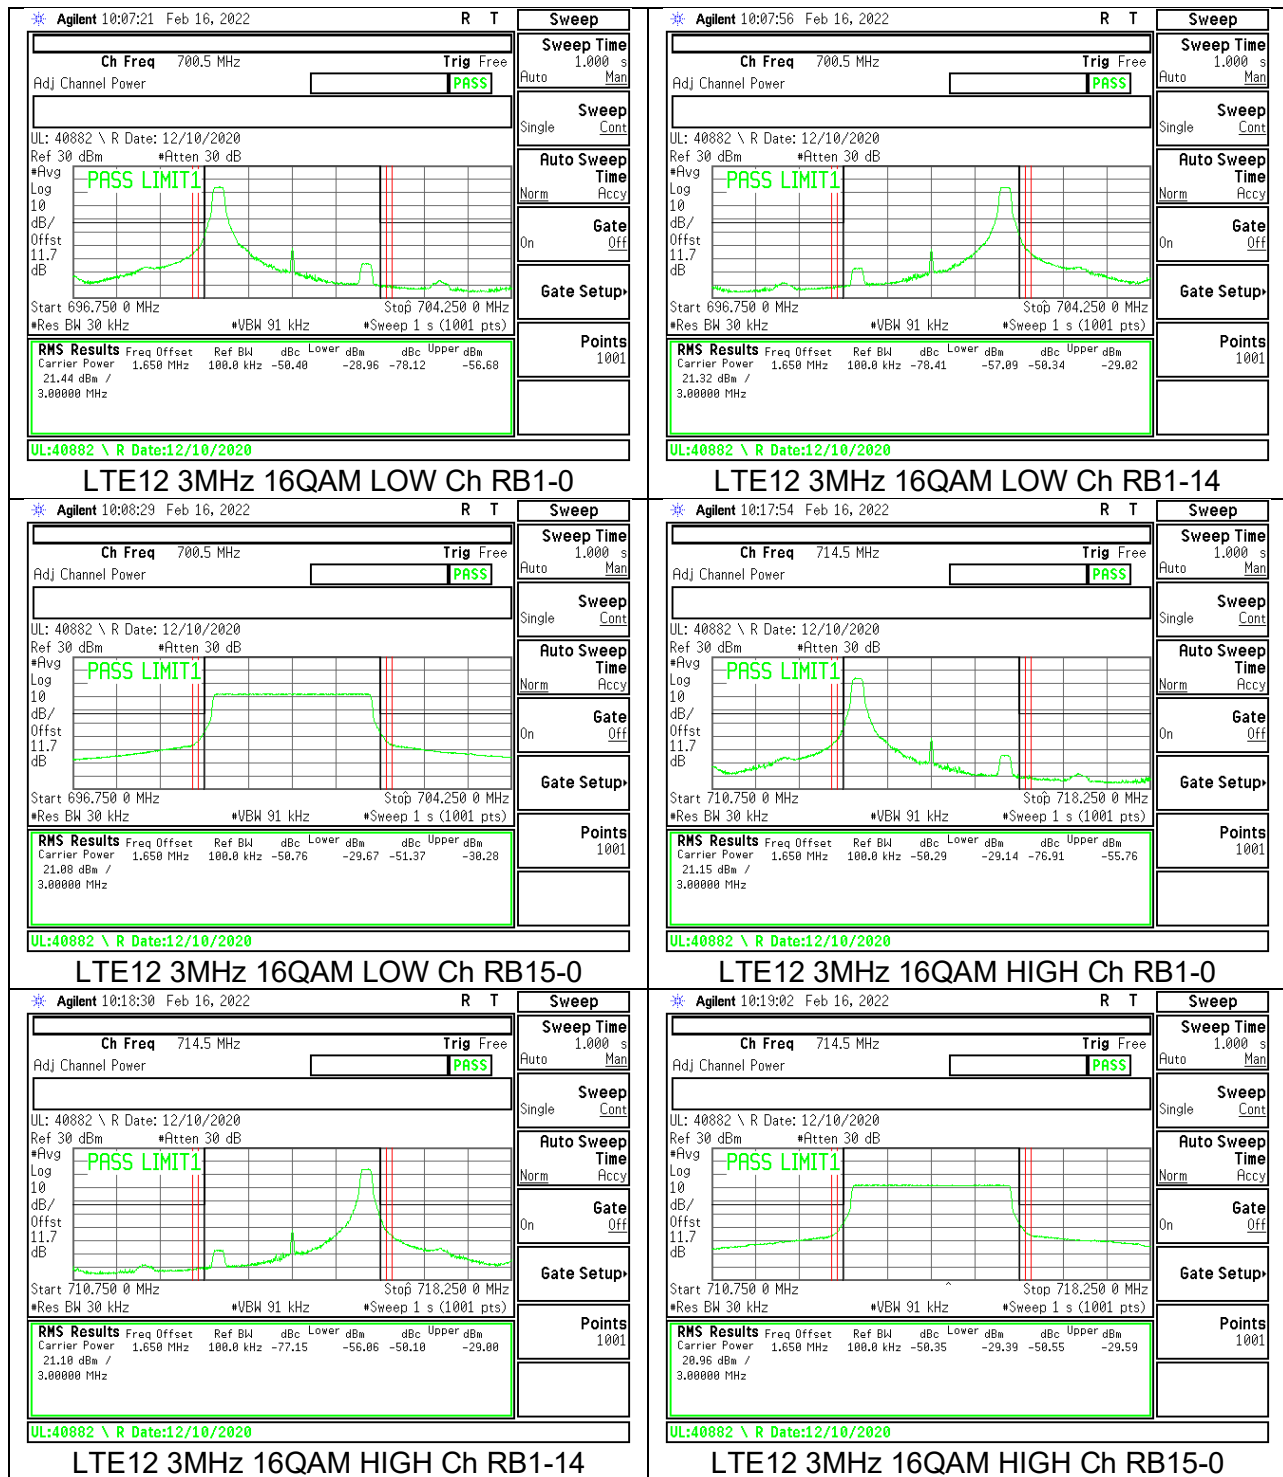 Agilent 10:07:21 Feb 16, 2022 R T Sweep
Ch Freq 700.5 MHz Trig Free
Adj Channel Power PASS
UL: 40882 \ R Date: 12/10/2020
Ref 30 dBm #Atten 30 dB
#Avg
Log
10
dB/
Offst
11.7
dB
PASS LIMIT1
Start 696.750 0 MHz Stop 704.250 0 MHz
#Res BW 30 kHz #VBW 91 kHz #Sweep 1 s (1001 pts)
RMS Results Freq Offset Ref BW dBc Lower dBm dBc Upper dBm
Carrier Power 1.650 MHz 100.0 kHz -50.40 -28.96 -78.12 -56.68
21.44 dBm /
3.00000 MHz
UL:40882 \ R Date:12/10/2020
Sweep Time
1.000 s
Auto Man
Sweep
Single Cont
Auto Sweep
Time
Norm Accy
Gate
On Off
Gate Setup
Points
1001
LTE12 3MHz 16QAM LOW Ch RB1-0
Agilent 10:07:56 Feb 16, 2022 R T Sweep
Ch Freq 700.5 MHz Trig Free
Adj Channel Power PASS
UL: 40882 \ R Date: 12/10/2020
Ref 30 dBm #Atten 30 dB
#Avg
Log
10
dB/
Offst
11.7
dB
PASS LIMIT1
Start 696.750 0 MHz Stop 704.250 0 MHz
#Res BW 30 kHz #VBW 91 kHz #Sweep 1 s (1001 pts)
RMS Results Freq Offset Ref BW dBc Lower dBm dBc Upper dBm
Carrier Power 1.650 MHz 100.0 kHz -78.41 -57.09 -50.34 -29.02
21.32 dBm /
3.00000 MHz
UL:40882 \ R Date:12/10/2020
Sweep Time
1.000 s
Auto Man
Sweep
Single Cont
Auto Sweep
Time
Norm Accy
Gate
On Off
Gate Setup
Points
1001
LTE12 3MHz 16QAM LOW Ch RB1-14
Agilent 10:08:29 Feb 16, 2022 R T Sweep
Ch Freq 700.5 MHz Trig Free
Adj Channel Power PASS
UL: 40882 \ R Date: 12/10/2020
Ref 30 dBm #Atten 30 dB
#Avg
Log
10
dB/
Offst
11.7
dB
PASS LIMIT1
Start 696.750 0 MHz Stop 704.250 0 MHz
#Res BW 30 kHz #VBW 91 kHz #Sweep 1 s (1001 pts)
RMS Results Freq Offset Ref BW dBc Lower dBm dBc Upper dBm
Carrier Power 1.650 MHz 100.0 kHz -50.76 -29.67 -51.37 -30.28
21.08 dBm /
3.00000 MHz
UL:40882 \ R Date:12/10/2020
Sweep Time
1.000 s
Auto Man
Sweep
Single Cont
Auto Sweep
Time
Norm Accy
Gate
On Off
Gate Setup
Points
1001
LTE12 3MHz 16QAM LOW Ch RB15-0
Agilent 10:17:54 Feb 16, 2022 R T Sweep
Ch Freq 714.5 MHz Trig Free
Adj Channel Power PASS
UL: 40882 \ R Date: 12/10/2020
Ref 30 dBm #Atten 30 dB
#Avg
Log
10
dB/
Offst
11.7
dB
PASS LIMIT1
Start 710.750 0 MHz Stop 718.250 0 MHz
#Res BW 30 kHz #VBW 91 kHz #Sweep 1 s (1001 pts)
RMS Results Freq Offset Ref BW dBc Lower dBm dBc Upper dBm
Carrier Power 1.650 MHz 100.0 kHz -50.29 -29.14 -76.91 -55.76
21.15 dBm /
3.00000 MHz
UL:40882 \ R Date:12/10/2020
Sweep Time
1.000 s
Auto Man
Sweep
Single Cont
Auto Sweep
Time
Norm Accy
Gate
On Off
Gate Setup
Points
1001
LTE12 3MHz 16QAM HIGH Ch RB1-0
Agilent 10:18:30 Feb 16, 2022 R T Sweep
Ch Freq 714.5 MHz Trig Free
Adj Channel Power PASS
UL: 40882 \ R Date: 12/10/2020
Ref 30 dBm #Atten 30 dB
#Avg
Log
10
dB/
Offst
11.7
dB
PASS LIMIT1
Start 710.750 0 MHz Stop 718.250 0 MHz
#Res BW 30 kHz #VBW 91 kHz #Sweep 1 s (1001 pts)
RMS Results Freq Offset Ref BW dBc Lower dBm dBc Upper dBm
Carrier Power 1.650 MHz 100.0 kHz -77.15 -56.06 -50.10 -29.00
21.10 dBm /
3.00000 MHz
UL:40882 \ R Date:12/10/2020
Sweep Time
1.000 s
Auto Man
Sweep
Single Cont
Auto Sweep
Time
Norm Accy
Gate
On Off
Gate Setup
Points
1001
LTE12 3MHz 16QAM HIGH Ch RB1-14
Agilent 10:19:02 Feb 16, 2022 R T Sweep
Ch Freq 714.5 MHz Trig Free
Adj Channel Power PASS
UL: 40882 \ R Date: 12/10/2020
Ref 30 dBm #Atten 30 dB
#Avg
Log
10
dB/
Offst
11.7
dB
PASS LIMIT1
Start 710.750 0 MHz Stop 718.250 0 MHz
#Res BW 30 kHz #VBW 91 kHz #Sweep 1 s (1001 pts)
RMS Results Freq Offset Ref BW dBc Lower dBm dBc Upper dBm
Carrier Power 1.650 MHz 100.0 kHz -50.35 -29.39 -50.55 -29.59
20.96 dBm /
3.00000 MHz
UL:40882 \ R Date:12/10/2020
Sweep Time
1.000 s
Auto Man
Sweep
Single Cont
Auto Sweep
Time
Norm Accy
Gate
On Off
Gate Setup
Points
1001
LTE12 3MHz 16QAM HIGH Ch RB15-0